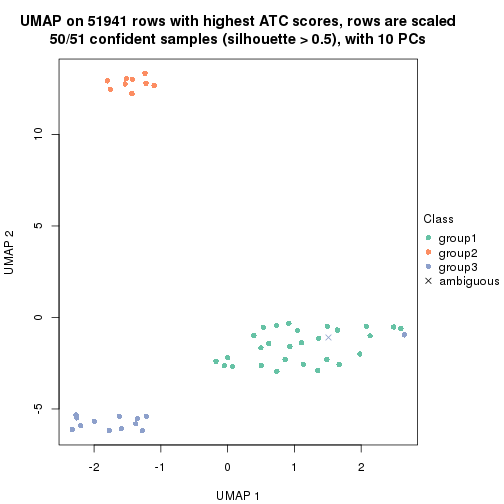 UMAP on 51941 rows with highest ATC scores, rows are scaled
50/51 confident samples (silhouette > 0.5), with 10 PCs
10
5
0
-5
UMAP 2
-2
-1
0
1
2
UMAP 1
Class
group1
group2
group3
ambiguous